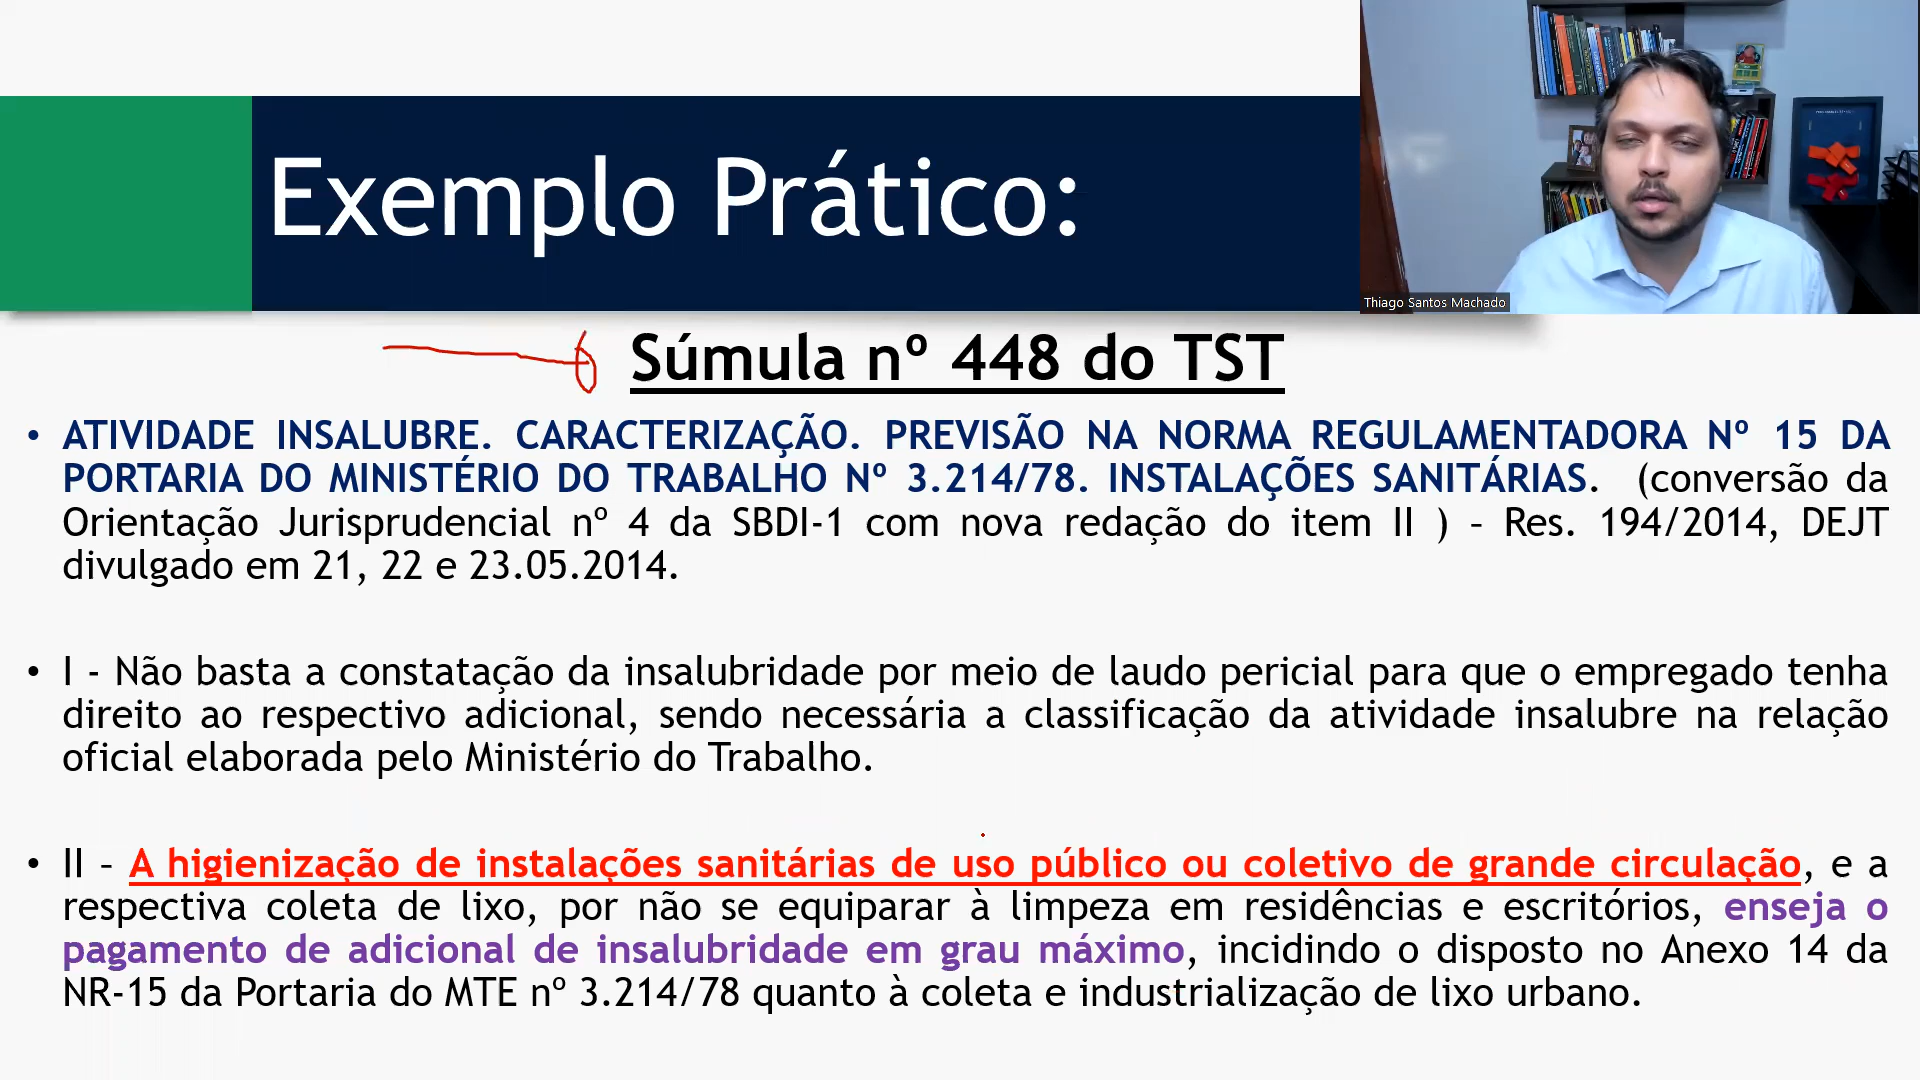 Exemplo Prático:
Thiago Santos Machado
Súmula nº 448 do TST
• ATIVIDADE INSALUBRE. CARACTERIZAÇÃO. PREVISÃO NA NORMA REGULAMENTADORA Nº 15 DA
PORTARIA DO MINISTÉRIO DO TRABALHO Nº 3.214/78. INSTALAÇÕES SANITÁRIAS. (conversão da
Orientação Jurisprudencial nº 4 da SBDI-1 com nova redação do item II ) – Res. 194/2014, DEJT
divulgado em 21, 22 e 23.05.2014.
• I - Não basta a constatação da insalubridade por meio de laudo pericial para que o empregado tenha
direito ao respectivo adicional, sendo necessária a classificação da atividade insalubre na relação
oficial elaborada pelo Ministério do Trabalho.
• II – A higienização de instalações sanitárias de uso público ou coletivo de grande circulação, e a
respectiva coleta de lixo, por não se equiparar à limpeza em residências e escritórios, enseja o
pagamento de adicional de insalubridade em grau máximo, incidindo o disposto no Anexo 14 da
NR-15 da Portaria do MTE nº 3.214/78 quanto à coleta e industrialização de lixo urbano.